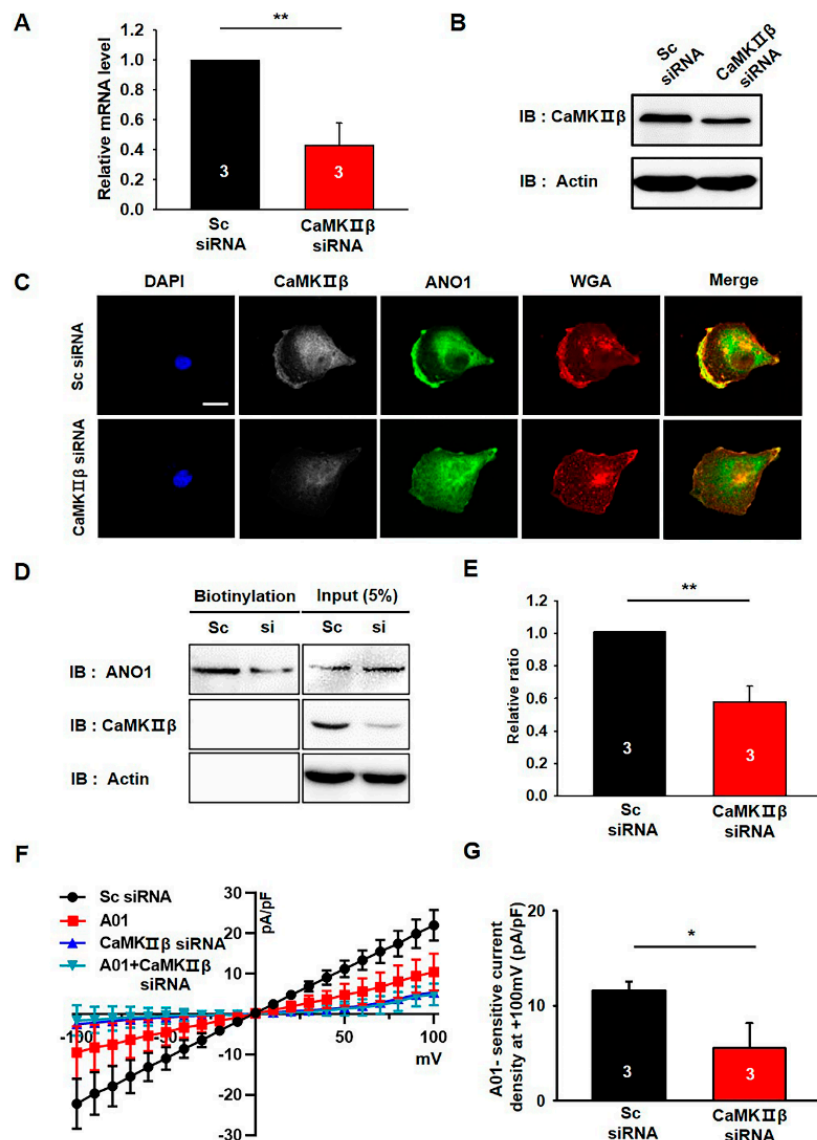 A
Relative mRNA level
1.2
1.0
0.8
0.6
0.4
0.2
0.0
**
3
3
Sc
siRNA
CaMKⅡβ
siRNA
B
Sc
siRNA
CaMKⅡβ
siRNA
IB : CaMKⅡβ
IB : Actin
C
DAPI
CaMKⅡβ
ANO1
WGA
Merge
Sc siRNA
CaMKⅡβ siRNA
D
Biotinylation
Input (5%)
Sc
si
Sc
si
IB : ANO1
IB : CaMKⅡβ
IB : Actin
E
Relative ratio
1.2
1.0
0.8
0.6
0.4
0.2
0.0
**
3
3
Sc
siRNA
CaMKⅡβ
siRNA
F
Sc siRNA
A01
CaMKⅡβ siRNA
A01+CaMKⅡβ
siRNA
30
20
10
-10
-20
-30
pA/pF
-100
-50
50
100
mV
G
A01- sensitive current
density at +100mV (pA/pF)
20
10
0
*
3
3
Sc
siRNA
CaMKⅡβ
siRNA